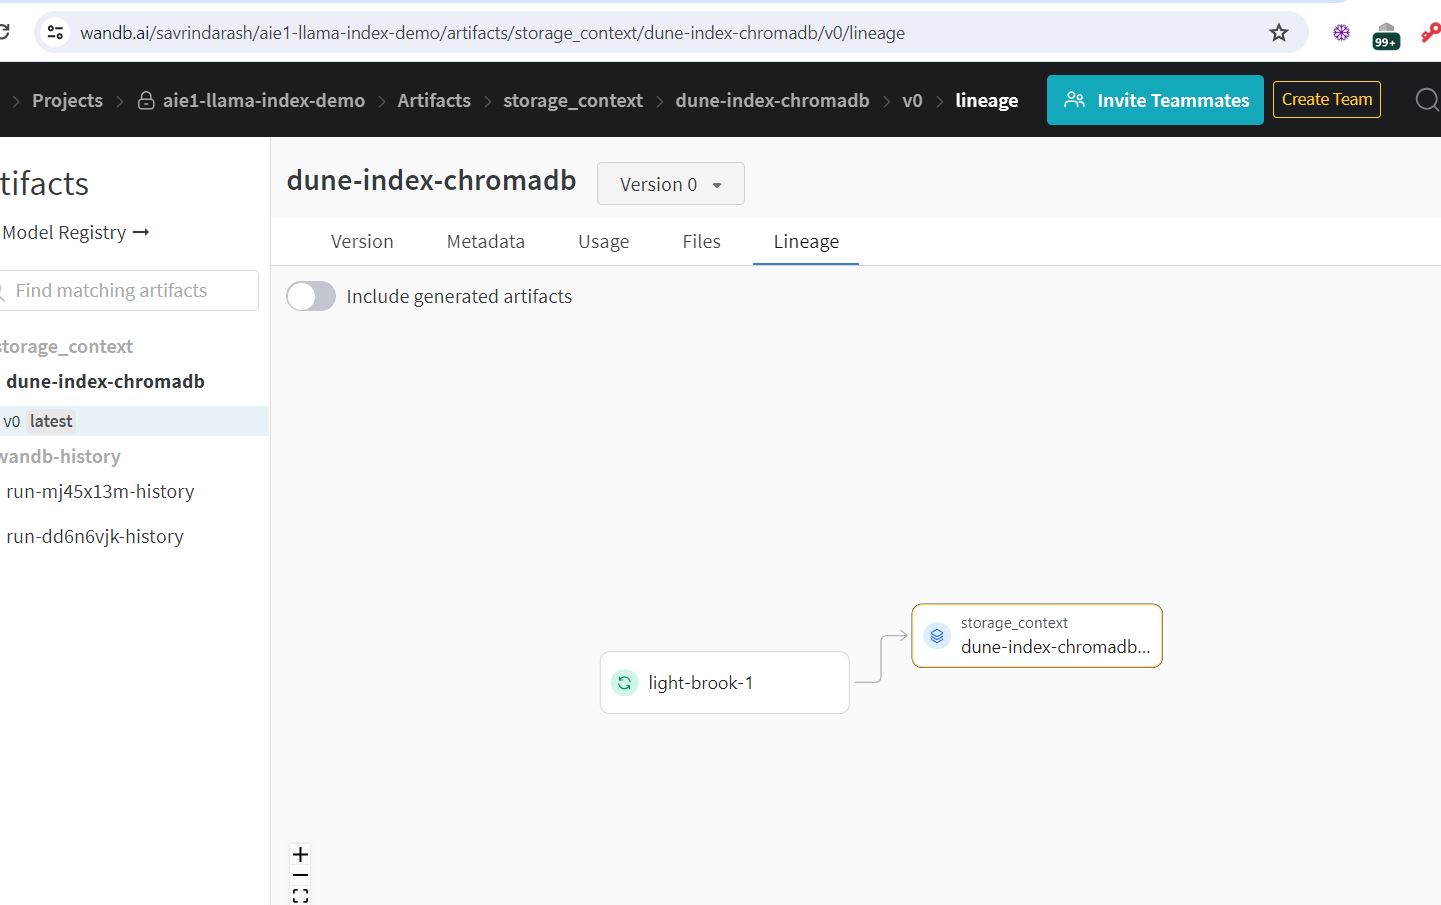 wandb.ai/savrindarash/aie1-llama-index-demo/artifacts/storage_context/dune-index-chromadb/v0/lineage
99+
Projects > aie1-llama-index-demo > Artifacts > storage_context > dune-index-chromadb > v0 > lineage
Invite Teammates
Create Team
tifacts
Model Registry →
Find matching artifacts
storage_context
dune-index-chromadb
v0 latest
wandb-history
run-mj45x13m-history
run-dd6n6vjk-history
dune-index-chromadb
Version 0
Version Metadata Usage Files Lineage
Include generated artifacts
storage_context
dune-index-chromadb...
light-brook-1